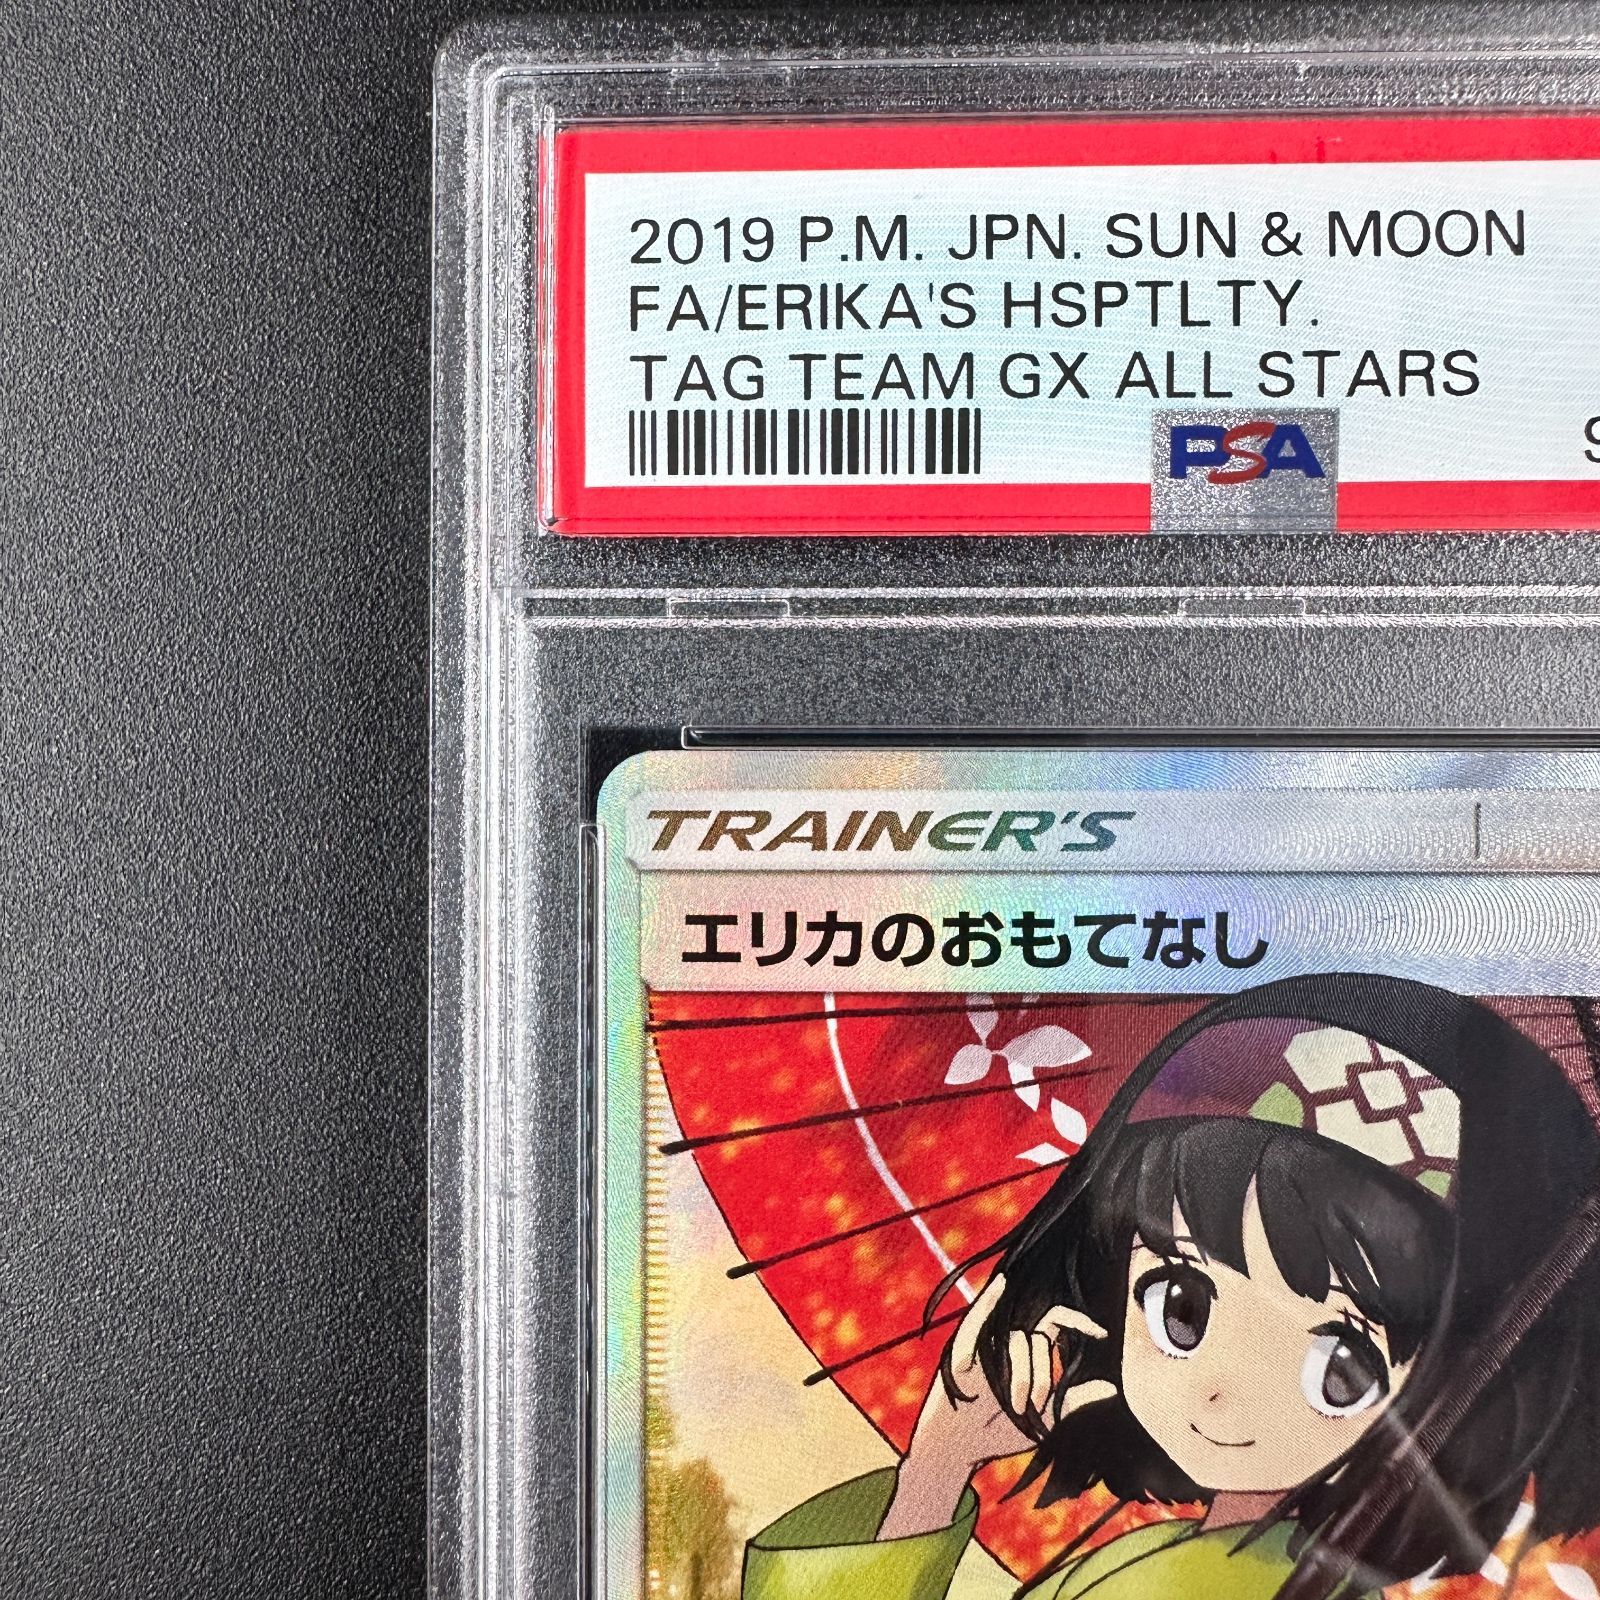 2019 P.M. JPN. SUN & MOON
FA/ERIKA'S HSPTLTY.
TAG TEAM GX ALL STARS
PSA
TRAINER'S
エリカのおもてなし